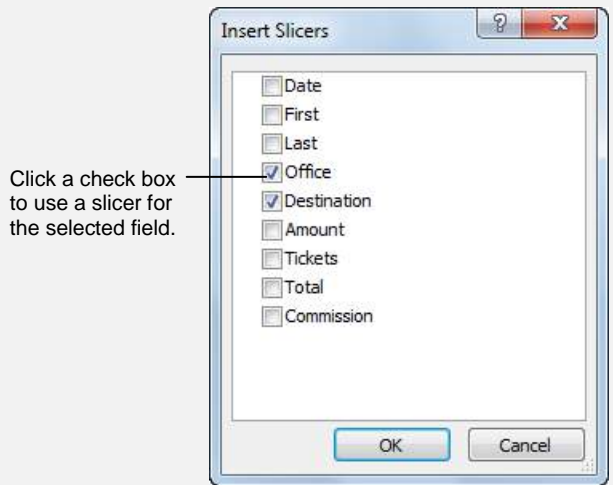 Insert Slicers
?
X
Date
First
Last
Office
Destination
Amount
Tickets
Total
Commission
Click a check box
to use a slicer for
the selected field.
OK
Cancel